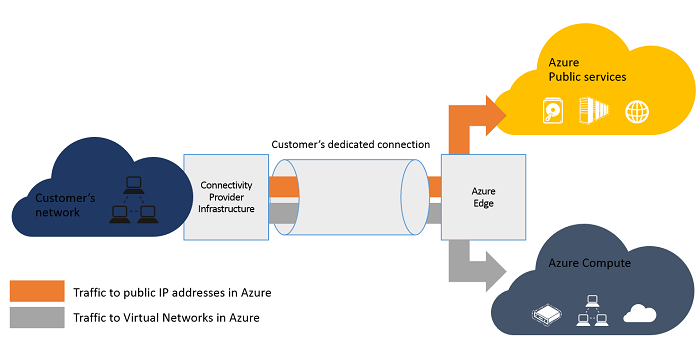 Azure
Public services
Customer's dedicated connection
Customer's
network
Connectivity
Provider
Infrastructure
Azure
Edge
Azure Compute
Traffic to public IP addresses in Azure
Traffic to Virtual Networks in Azure